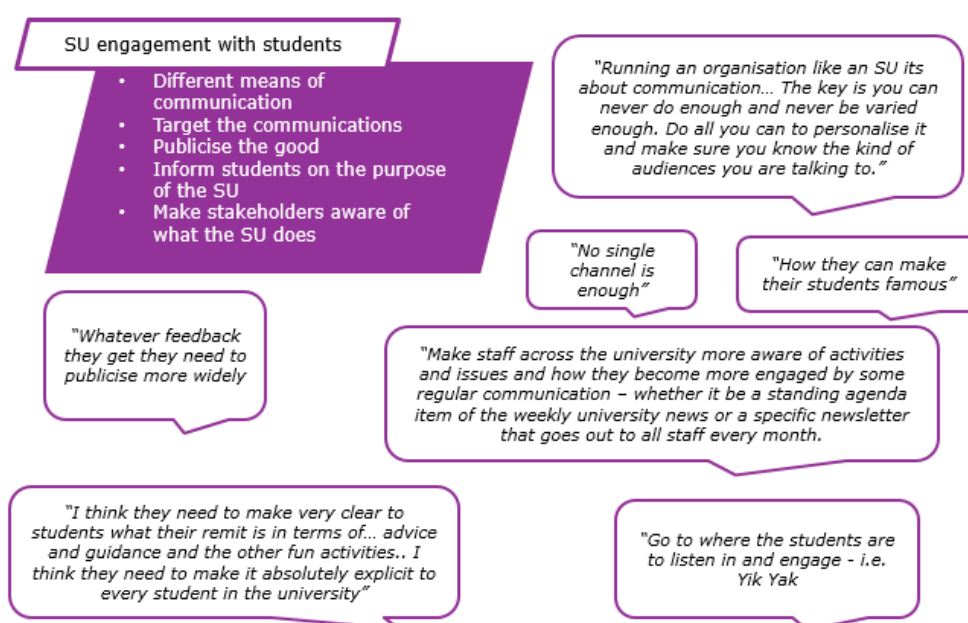 SU engagement with students
• Different means of
communication
• Target the communications
• Publicise the good
• Inform students on the purpose
of the SU
• Make stakeholders aware of
what the SU does
"Running an organisation like an SU its
about communication… The key is you can
never do enough and never be varied
enough. Do all you can to personalise it
and make sure you know the kind of
audiences you are talking to."
"No single
channel is
enough"
"How they can make
their students famous"
"Whatever feedback
they get they need to
publicise more widely
"Make staff across the university more aware of activities
and issues and how they become more engaged by some
regular communication – whether it be a standing agenda
item of the weekly university news or a specific newsletter
that goes out to all staff every month.
"I think they need to make very clear to
students what their remit is in terms of… advice
and guidance and the other fun activities.. I
think they need to make it absolutely explicit to
every student in the university"
"Go to where the students are
to listen in and engage - i.e.
Yik Yak